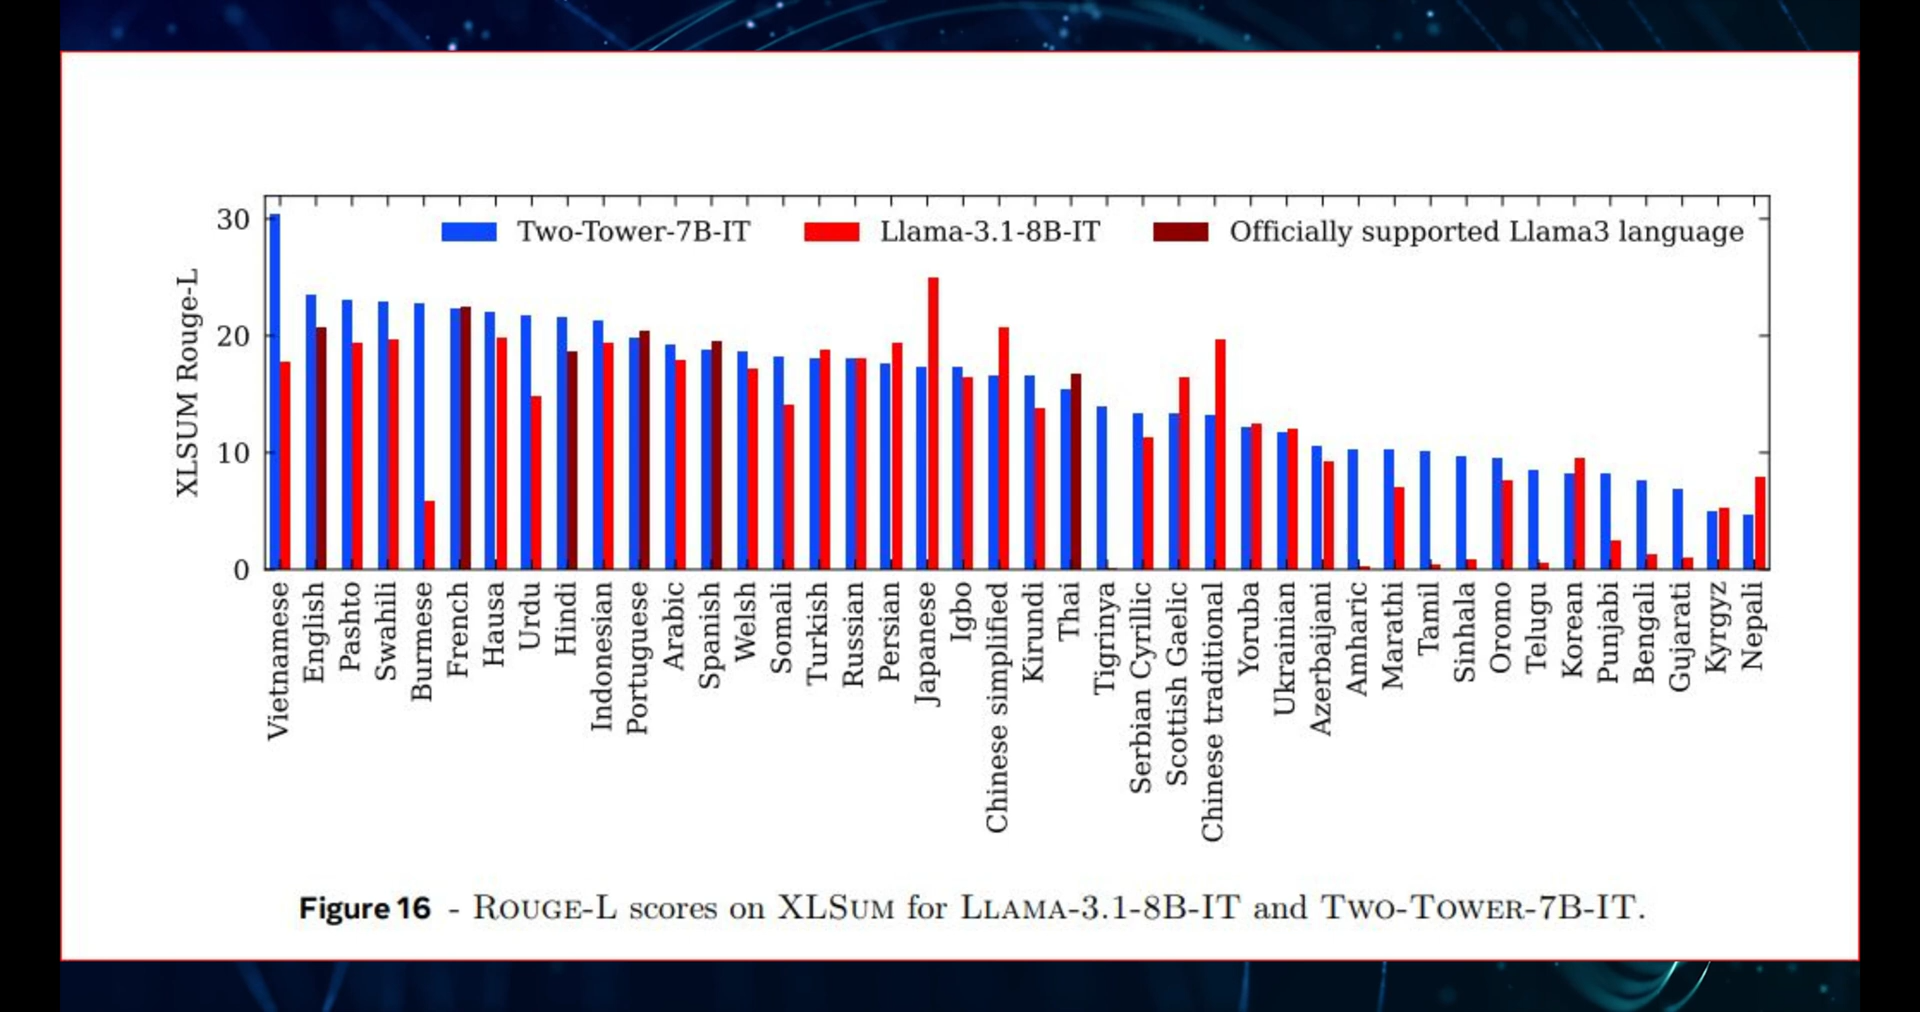 30
20
10
0
XLSUM Rouge-L
Two-Tower-7B-IT
Llama-3.1-8B-IT
Officially supported Llama3 language
Vietnamese
English
Pashto
Swahili
Burmese
French
Hausa
Urdu
Hindi
Indonesian
Portuguese
Arabic
Spanish
Welsh
Somali
Turkish
Russian
Persian
Japanese
Igbo
Chinese simplified
Kirundi
Thai
Tigrinya
Serbian Cyrillic
Scottish Gaelic
Chinese traditional
Yoruba
Ukrainian
Azerbaijani
Amharic
Marathi
Tamil
Sinhala
Oromo
Telugu
Korean
Punjabi
Bengali
Gujarati
Kyrgyz
Nepali
Figure 16 - ROUGE-L scores on XLSUM for LLAMA-3.1-8B-IT and TWO-TOWER-7B-IT.